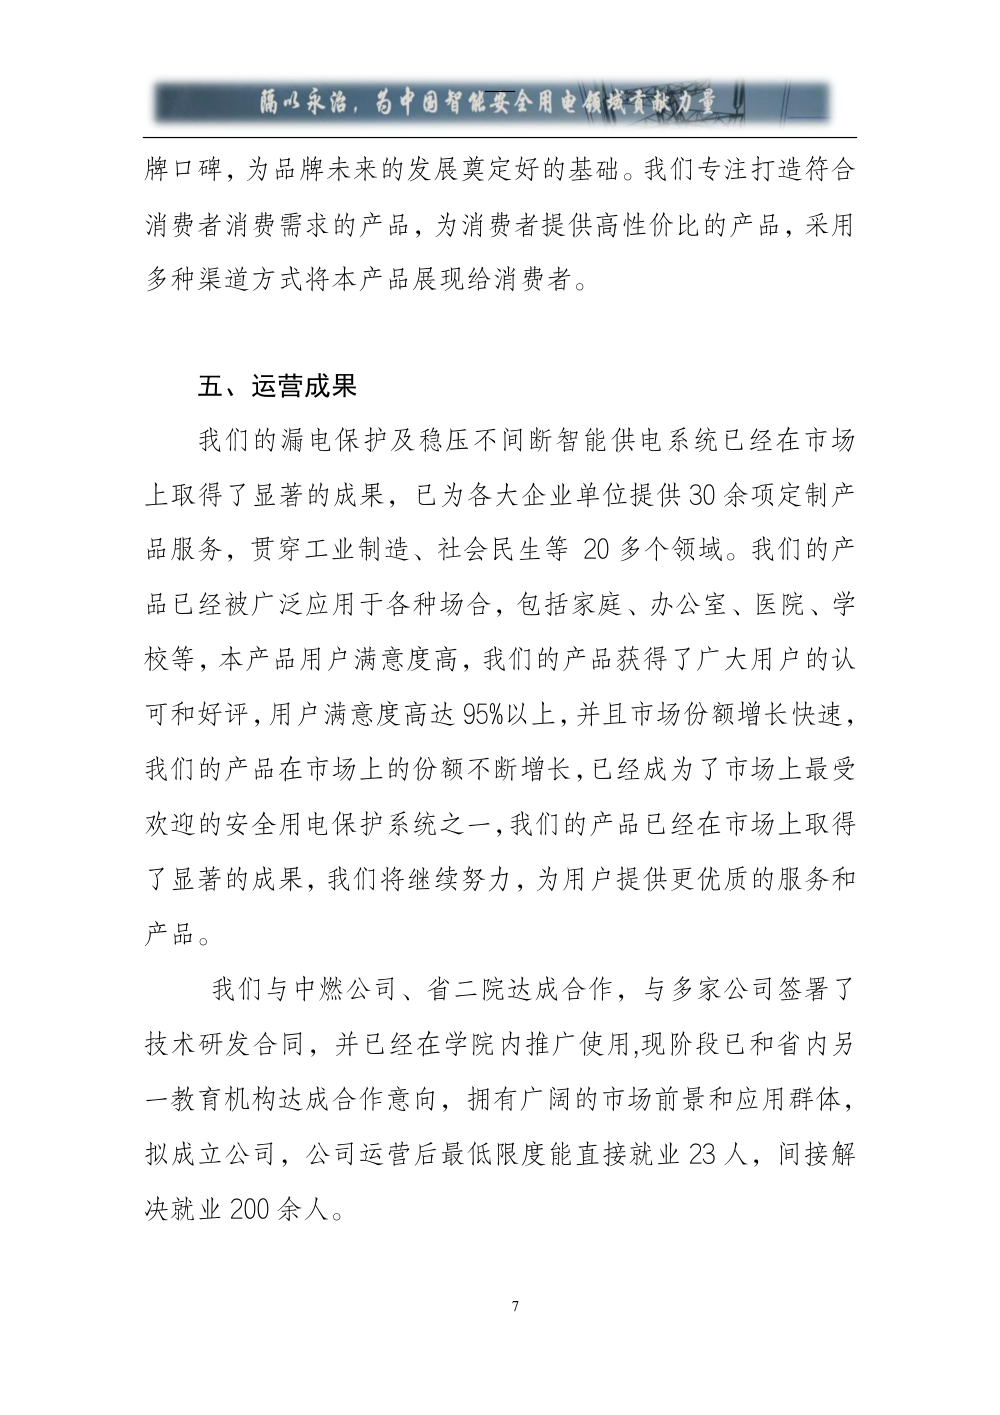 隔以永治，为中国智能安全用电领域贡献力量
牌口碑，为品牌未来的发展奠定好的基础。我们专注打造符合
消费者消费需求的产品，为消费者提供高性价比的产品，采用
多种渠道方式将本产品展现给消费者。
五、运营成果
我们的漏电保护及稳压不间断智能供电系统已经在市场
上取得了显著的成果，已为各大企业单位提供 30 余项定制产
品服务，贯穿工业制造、社会民生等 20 多个领域。我们的产
品已经被广泛应用于各种场合，包括家庭、办公室、医院、学
校等，本产品用户满意度高，我们的产品获得了广大用户的认
可和好评，用户满意度高达 95%以上，并且市场份额增长快速，
我们的产品在市场上的份额不断增长，已经成为了市场上最受
欢迎的安全用电保护系统之一，我们的产品已经在市场上取得
了显著的成果，我们将继续努力，为用户提供更优质的服务和
产品。
我们与中燃公司、省二院达成合作，与多家公司签署了
技术研发合同，并已经在学院内推广使用,现阶段已和省内另
一教育机构达成合作意向，拥有广阔的市场前景和应用群体，
拟成立公司，公司运营后最低限度能直接就业 23 人，间接解
决就业 200 余人。
7